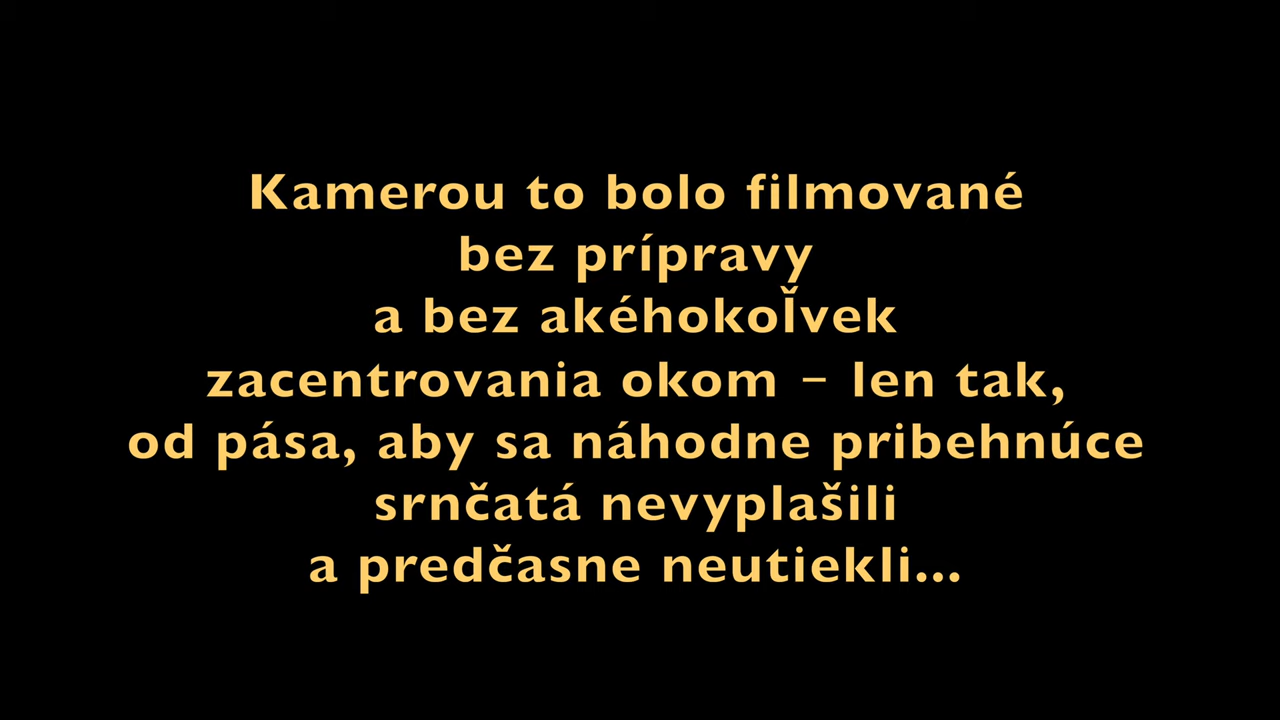 Kamerou to bolo filmované
bez prípravy
a bez akéhokoľvek
zacentrovania okom – len tak,
od pása, aby sa náhodne pribehnúce
srnčatá nevyplašili
a predčasne neutiekli...